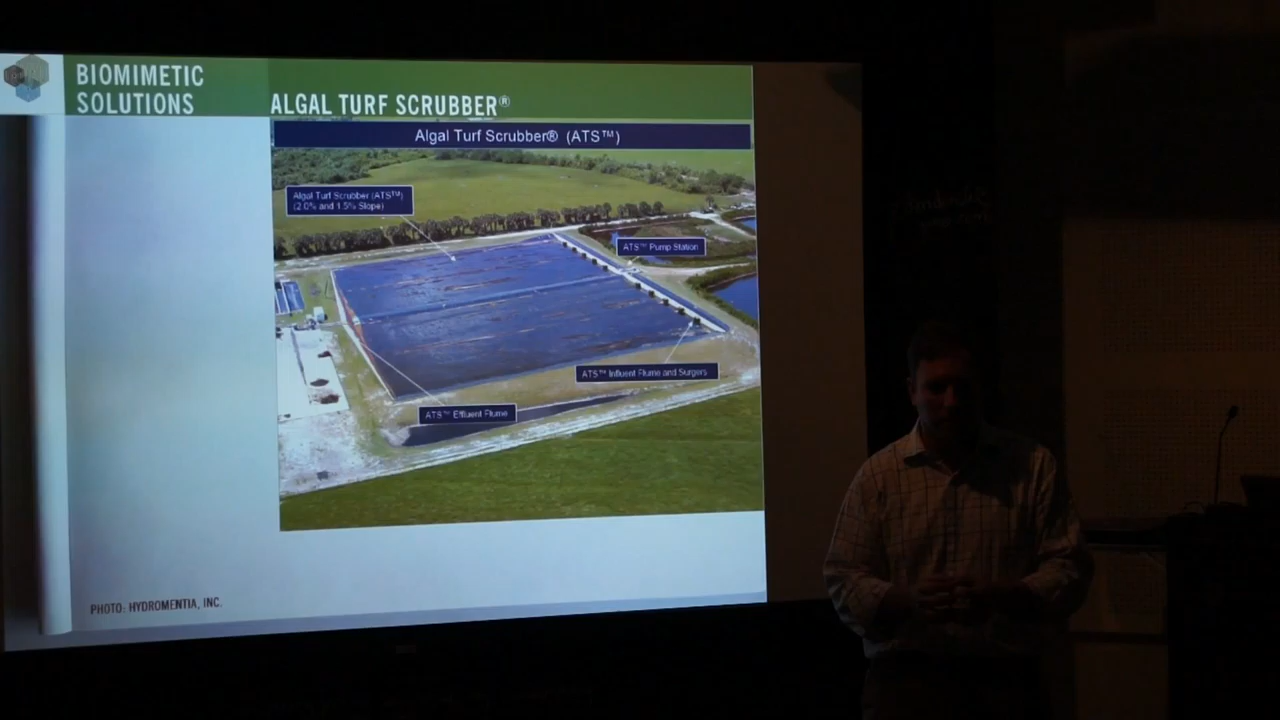 BIOMIMETIC
SOLUTIONS
ALGAL TURF SCRUBBER®
Algal Turf Scrubber® (ATS™)
Algal Turf Scrubber (ATS™)
(2.0% and 1.5% Slope)
ATS™ Pump Station
ATS™ Influent Flume and Surgers
ATS™ Effluent Flume
PHOTO: HYDROMENTIA, INC.